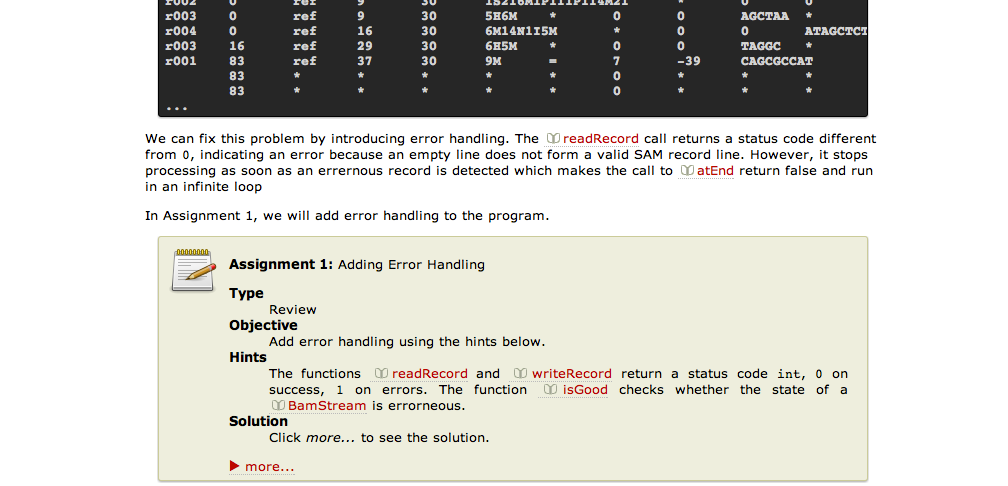 r002 0 ref 9 30 1S2I6M1P1I1P1I4M2I * 0 0
r003 0 ref 9 30 5H6M * 0 0 AGCTAA *
r004 0 ref 16 30 6M14N1I5M * 0 0 ATAGCTCT
r003 16 ref 29 30 6H5M * 0 0 TAGGC *
r001 83 ref 37 30 9M = 7 -39 CAGCGCCAT
83 * * * * * 0 * * *
83 * * * * * 0 * * *
...
We can fix this problem by introducing error handling. The readRecord call returns a status code different
from 0, indicating an error because an empty line does not form a valid SAM record line. However, it stops
processing as soon as an errernous record is detected which makes the call to atEnd return false and run
in an infinite loop
In Assignment 1, we will add error handling to the program.
Assignment 1: Adding Error Handling
Type
Review
Objective
Add error handling using the hints below.
Hints
The functions readRecord and writeRecord return a status code int, 0 on
success, 1 on errors. The function isGood checks whether the state of a
BamStream is errorneous.
Solution
Click more... to see the solution.
more...